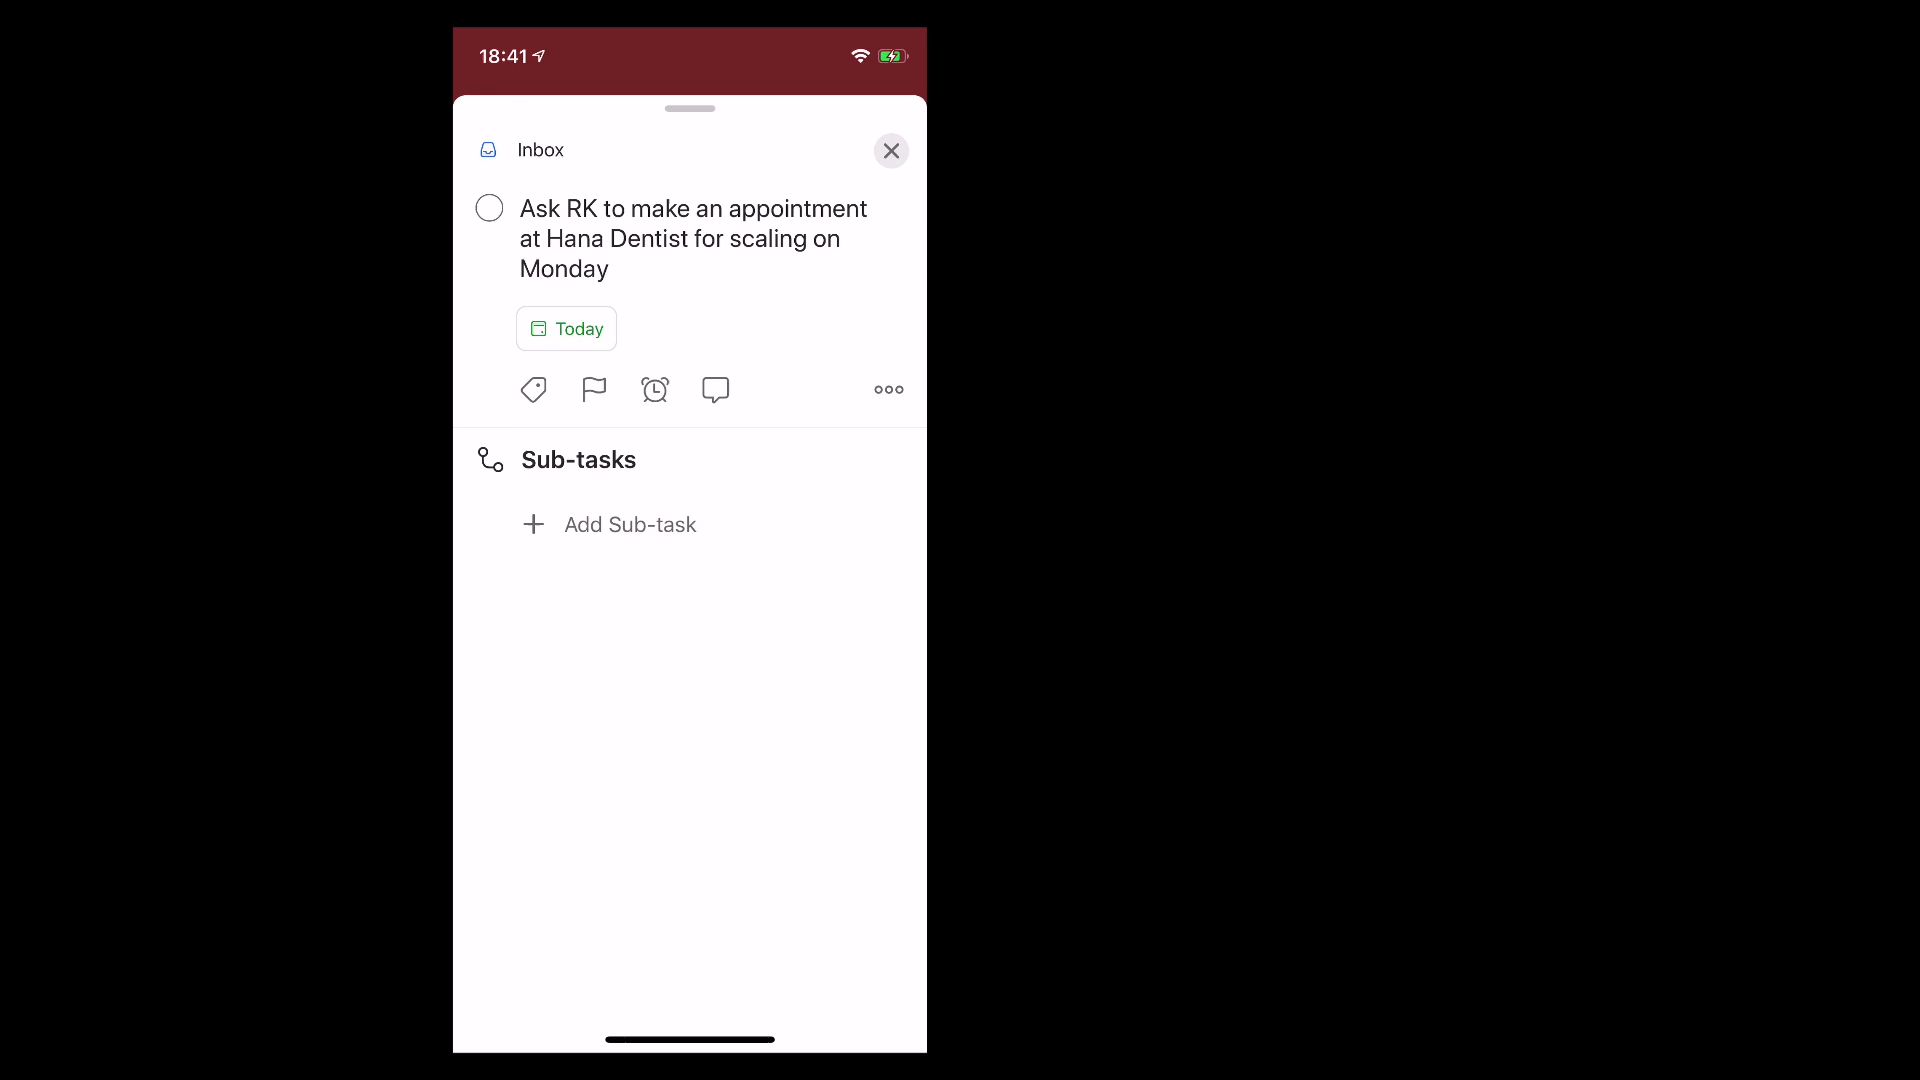 18:41
Inbox
Ask RK to make an appointment
at Hana Dentist for scaling on
Monday
Today
Sub-tasks
Add Sub-task